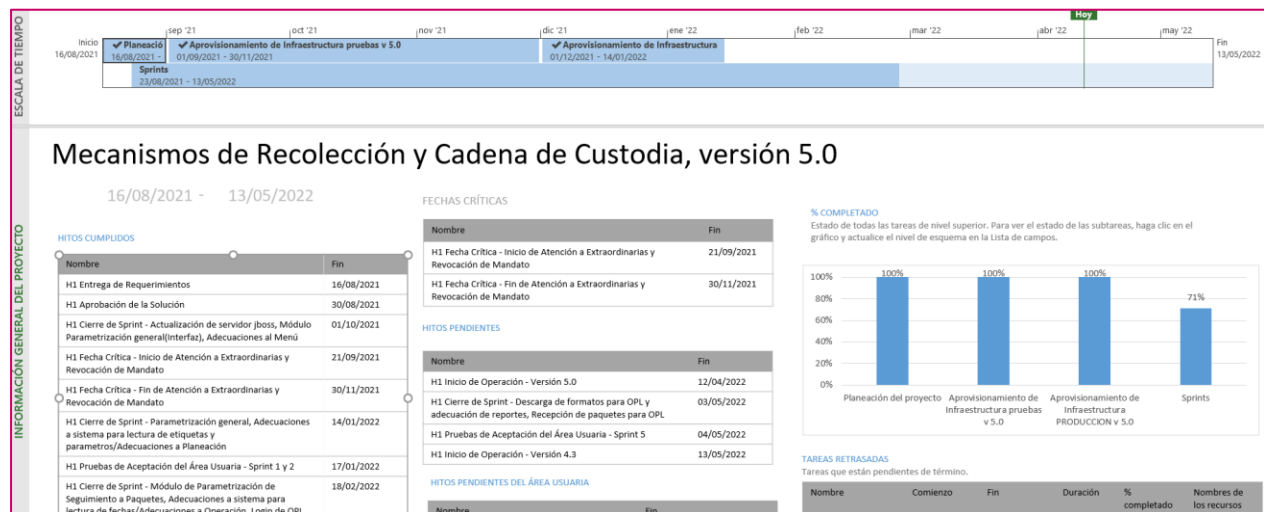 ESCALA DE TIEMPO
Hoy
sep '21 oct '21 nov '21 dic '21 ene '22 feb '22 mar '22 abr '22 may '22
Inicio
16/08/2021
Planeació
16/08/2021 -
Aprovisionamiento de Infraestructura pruebas v 5.0
01/09/2021 - 30/11/2021
Aprovisionamiento de Infraestructura
01/12/2021 - 14/01/2022
Sprints
23/08/2021 - 13/05/2022
Fin
13/05/2022
INFORMACIÓN GENERAL DEL PROYECTO
Mecanismos de Recolección y Cadena de Custodia, versión 5.0
16/08/2021 - 13/05/2022
HITOS CUMPLIDOS
Nombre Fin
H1 Entrega de Requerimientos 16/08/2021
H1 Aprobación de la Solución 30/08/2021
H1 Cierre de Sprint - Actualización de servidor jboss, Módulo 01/10/2021
Parametrización general(Interfaz), Adecuaciones al Menú
H1 Fecha Crítica - Inicio de Atención a Extraordinarias y 21/09/2021
Revocación de Mandato
H1 Fecha Crítica - Fin de Atención a Extraordinarias y 30/11/2021
Revocación de Mandato
H1 Cierre de Sprint - Parametrización general, Adecuaciones 14/01/2022
a sistema para lectura de etiquetas y
parametros/Adecuaciones a Planeación
H1 Pruebas de Aceptación del Área Usuaria - Sprint 1 y 2 17/01/2022
H1 Cierre de Sprint - Módulo de Parametrización de 18/02/2022
Seguimiento a Paquetes, Adecuaciones a sistema para
lectura de fechas/Adecuaciones a Operación, Login de OPL
FECHAS CRÍTICAS
Nombre Fin
H1 Fecha Crítica - Inicio de Atención a Extraordinarias y 21/09/2021
Revocación de Mandato
H1 Fecha Crítica - Fin de Atención a Extraordinarias y 30/11/2021
Revocación de Mandato
HITOS PENDIENTES
Nombre Fin
H1 Inicio de Operación - Versión 5.0 12/04/2022
H1 Cierre de Sprint - Descarga de formatos para OPL y 03/05/2022
adecuación de reportes, Recepción de paquetes para OPL
H1 Pruebas de Aceptación del Área Usuaria - Sprint 5 04/05/2022
H1 Inicio de Operación - Versión 4.3 13/05/2022
HITOS PENDIENTES DEL ÁREA USUARIA
Nombre Fin
% COMPLETADO
Estado de todas las tareas de nivel superior. Para ver el estado de las subtareas, haga clic en el
gráfico y actualice el nivel de esquema en la Lista de campos.
100%
80%
60%
40%
20%
0%
100% 100% 100% 71%
Planeación del proyecto
Aprovisionamiento de
Infraestructura pruebas
v 5.0
Aprovisionamiento de
Infraestructura
PRODUCCION v 5.0
Sprints
TAREAS RETRASADAS
Tareas que están pendientes de término.
Nombre Comienzo Fin Duración % Nombres de
completado los recursos